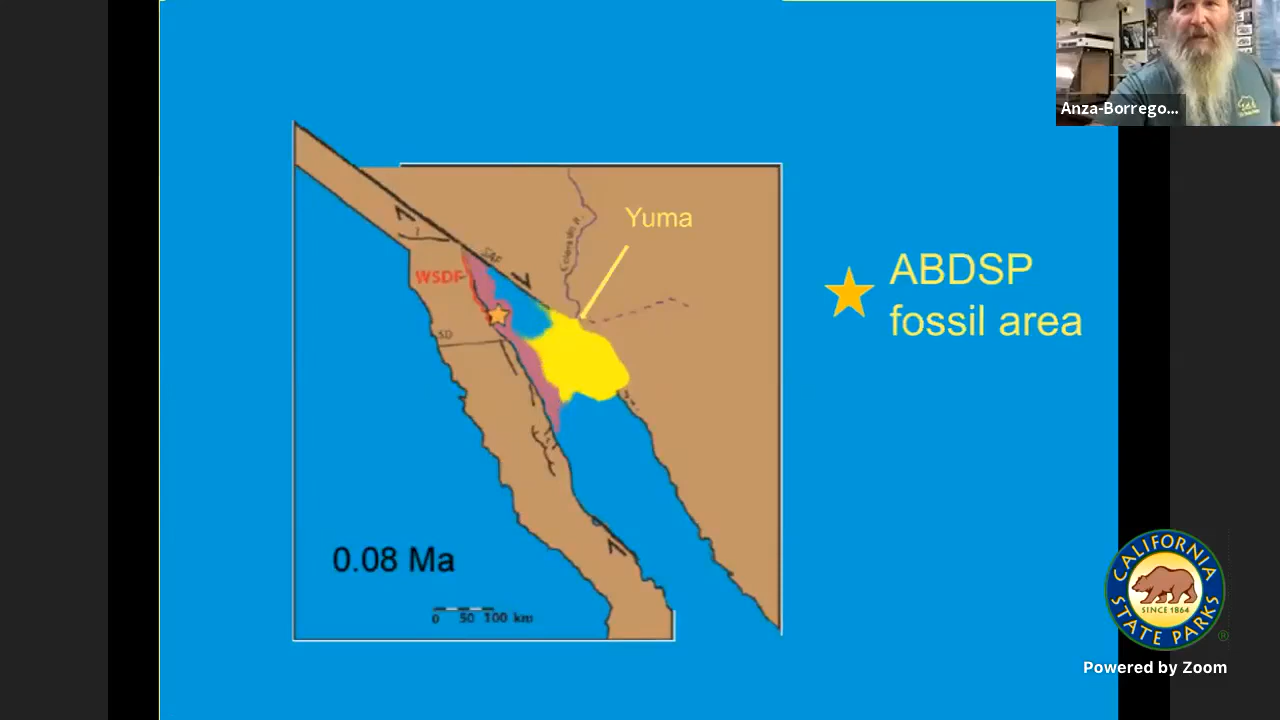 Anza-Borrego...
Yuma
Colorado R.
SAF
WSDF
SD
?
ABDSP
fossil area
0.08 Ma
0 50 100 km
CALIFORNIA
STATE PARKS
SINCE 1864
®
Powered by Zoom